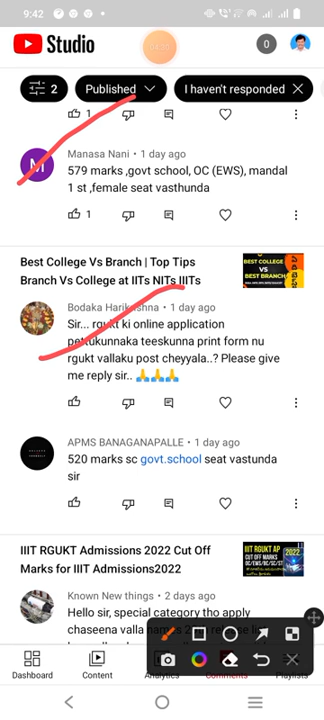 9:42
Studio
0
2
Published
I haven't responded
1
Manasa Nani • 1 day ago
579 marks ,govt school, OC (EWS), mandal
1 st ,female seat vasthunda
1
Best College Vs Branch | Top Tips
Branch Vs College at IITs NITs IIITs
BEST COLLEGE
VS
BEST BRANCH
Bodaka Harikrishna • 1 day ago
Sir... rgukt ki online application
pettukunnaka teeskunna print form nu
rgukt vallaku post cheyyala..? Please give
me reply sir.. 🙏🙏🙏
APMS BANAGANAPALLE • 1 day ago
520 marks sc govt.school seat vastunda
sir
IIIT RGUKT Admissions 2022 Cut Off
Marks for IIIT Admissions2022
IIIT RGUKT AP
CUT OFF MARKS
2022
Known New things • 2 days ago
Hello sir, special category tho apply
chaseena valla
Dashboard
Content
Analytics
Comments
Playlists